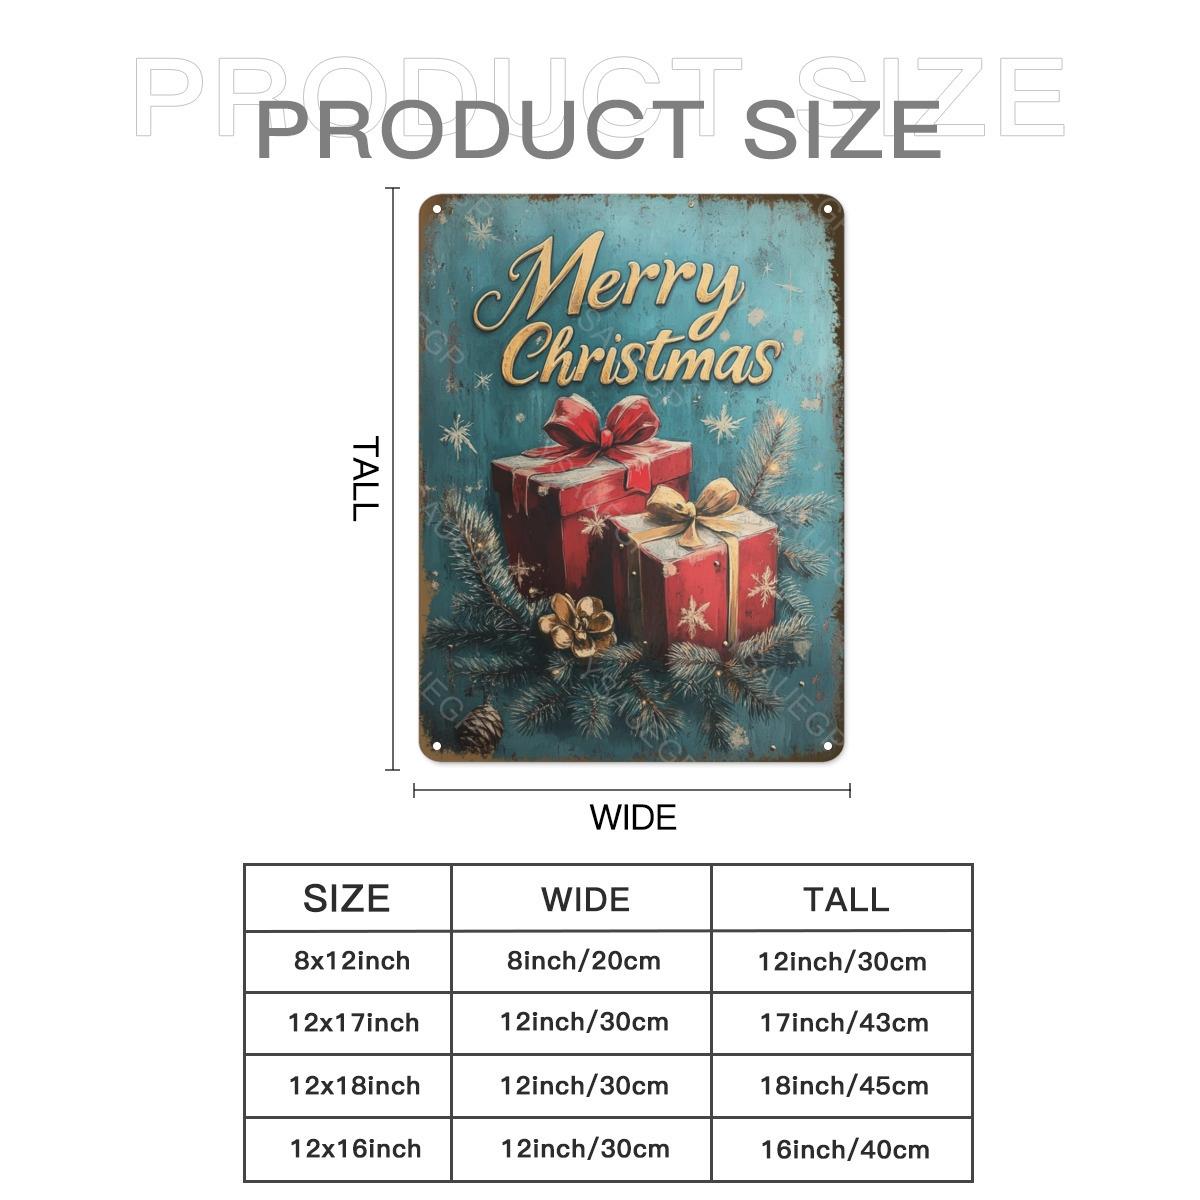 PRODUCT SIZE
PRODUCT SIZE
Merry
Christmas
TALL
WIDE
SIZE WIDE TALL
8x12inch 8inch/20cm 12inch/30cm
12x17inch 12inch/30cm 17inch/43cm
12x18inch 12inch/30cm 18inch/45cm
12x16inch 12inch/30cm 16inch/40cm